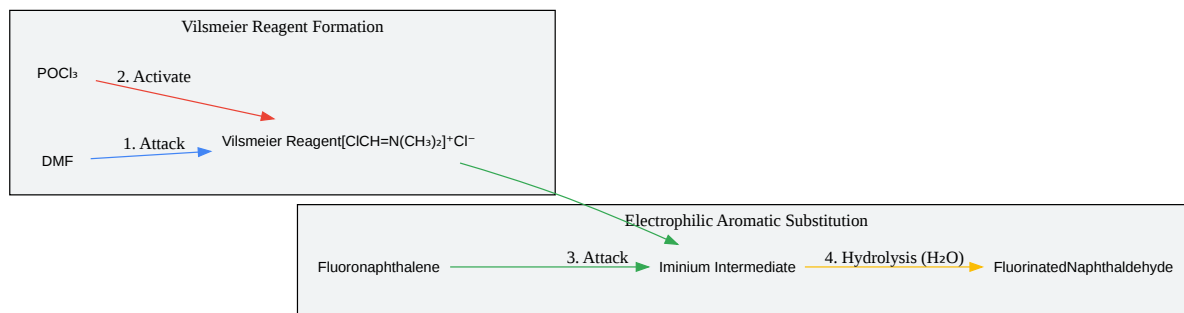 Vilsmeier Reagent Formation
POCl₃
2. Activate
1. Attack
Vilsmeier Reagent[ClCH=N(CH₃)₂]⁺Cl⁻
DMF
Electrophilic Aromatic Substitution
Fluoronaphthalene
3. Attack
Iminium Intermediate
4. Hydrolysis (H₂O)
FluorinatedNaphthaldehyde